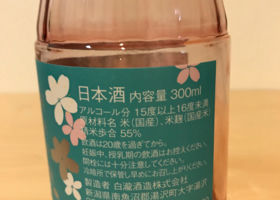 日本酒 内容量 300ml
アルコール分 15度以上16度未満
原材料名 米(国産)、米麹(国産米)
精米歩合 55%
飲酒は20歳を過ぎてから。
妊娠中、授乳期の飲酒はお控えください。
開栓には十分注意してください。
冷暗所で保管し早めにお召し上がりください。
製造者 白瀧酒造株式会社
新潟県南魚沼郡湯沢町大字湯沢